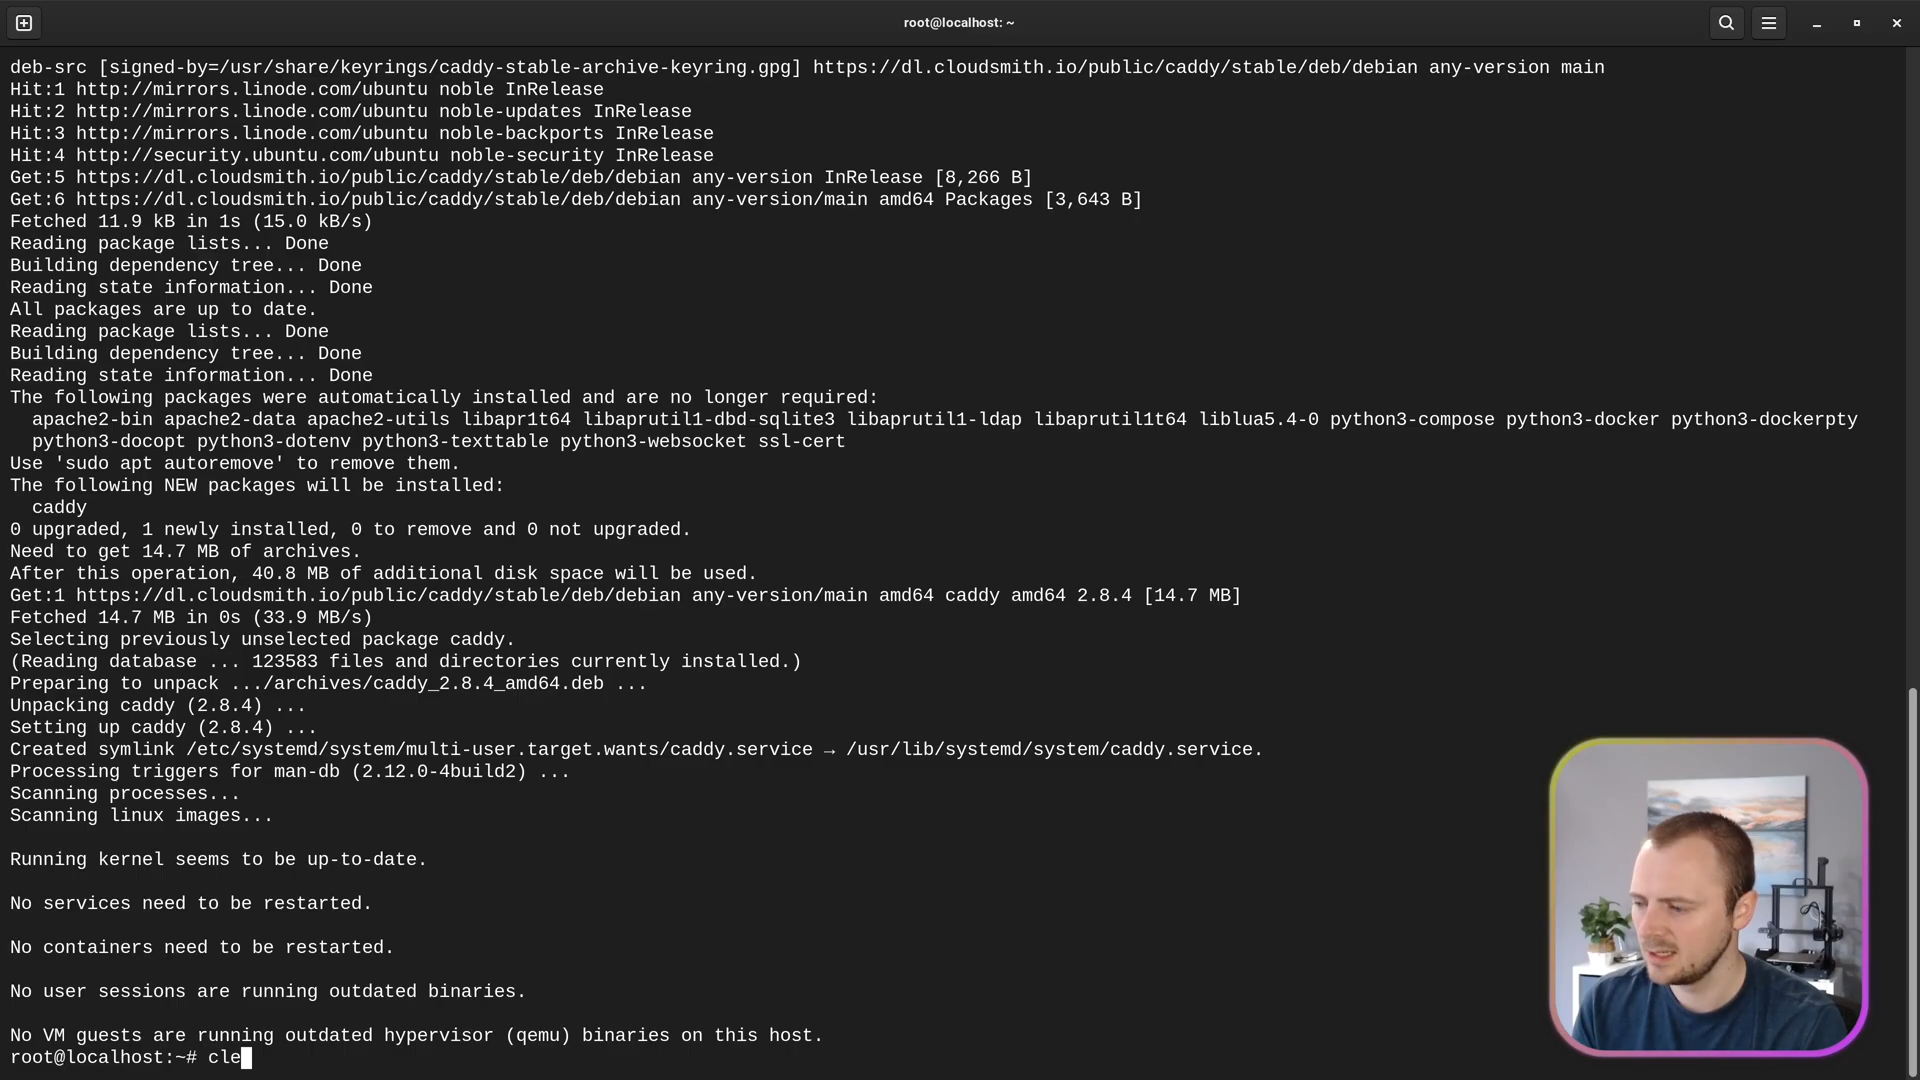 root@localhost: ~
deb-src [signed-by=/usr/share/keyrings/caddy-stable-archive-keyring.gpg] https://dl.cloudsmith.io/public/caddy/stable/deb/debian any-version main
Hit:1 http://mirrors.linode.com/ubuntu noble InRelease
Hit:2 http://mirrors.linode.com/ubuntu noble-updates InRelease
Hit:3 http://mirrors.linode.com/ubuntu noble-backports InRelease
Hit:4 http://security.ubuntu.com/ubuntu noble-security InRelease
Get:5 https://dl.cloudsmith.io/public/caddy/stable/deb/debian any-version InRelease [8,266 B]
Get:6 https://dl.cloudsmith.io/public/caddy/stable/deb/debian any-version/main amd64 Packages [3,643 B]
Fetched 11.9 kB in 1s (15.0 kB/s)
Reading package lists... Done
Building dependency tree... Done
Reading state information... Done
All packages are up to date.
Reading package lists... Done
Building dependency tree... Done
Reading state information... Done
The following packages were automatically installed and are no longer required:
  apache2-bin apache2-data apache2-utils libapr1t64 libaprutil1-dbd-sqlite3 libaprutil1-ldap libaprutil1t64 liblua5.4-0 python3-compose python3-docker python3-dockerpty
  python3-docopt python3-dotenv python3-texttable python3-websocket ssl-cert
Use 'sudo apt autoremove' to remove them.
The following NEW packages will be installed:
  caddy
0 upgraded, 1 newly installed, 0 to remove and 0 not upgraded.
Need to get 14.7 MB of archives.
After this operation, 40.8 MB of additional disk space will be used.
Get:1 https://dl.cloudsmith.io/public/caddy/stable/deb/debian any-version/main amd64 caddy amd64 2.8.4 [14.7 MB]
Fetched 14.7 MB in 0s (33.9 MB/s)
Selecting previously unselected package caddy.
(Reading database ... 123583 files and directories currently installed.)
Preparing to unpack .../archives/caddy_2.8.4_amd64.deb ...
Unpacking caddy (2.8.4) ...
Setting up caddy (2.8.4) ...
Created symlink /etc/systemd/system/multi-user.target.wants/caddy.service → /usr/lib/systemd/system/caddy.service.
Processing triggers for man-db (2.12.0-4build2) ...
Scanning processes...
Scanning linux images...
Running kernel seems to be up-to-date.
No services need to be restarted.
No containers need to be restarted.
No user sessions are running outdated binaries.
No VM guests are running outdated hypervisor (qemu) binaries on this host.
root@localhost:~# cle